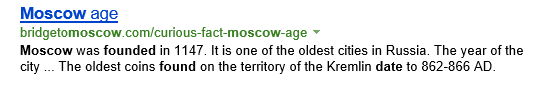 Moscow age
bridgetomoscow.com/curious-fact-moscow-age
Moscow was founded in 1147. It is one of the oldest cities in Russia. The year of the
city ... The oldest coins found on the territory of the Kremlin date to 862-866 AD.